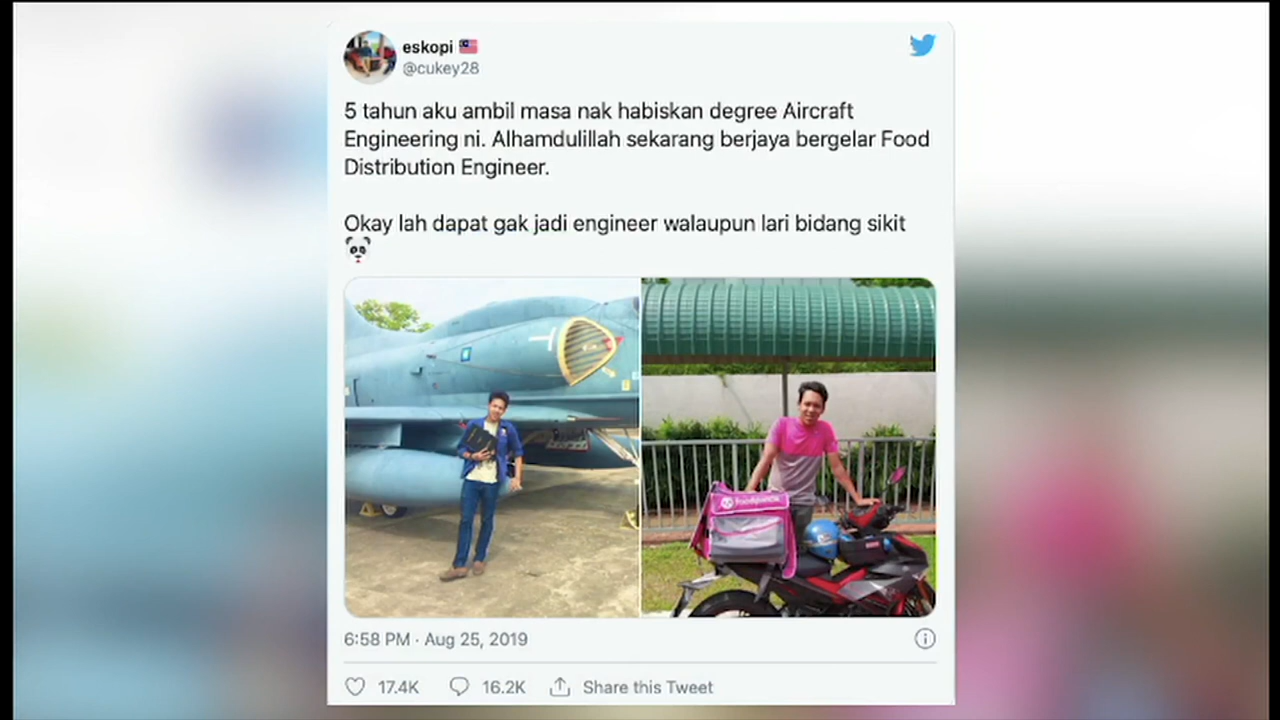 eskopi
@cukey28
5 tahun aku ambil masa nak habiskan degree Aircraft
Engineering ni. Alhamdulillah sekarang berjaya bergelar Food
Distribution Engineer.
Okay lah dapat gak jadi engineer walaupun lari bidang sikit
foodpanda
6:58 PM · Aug 25, 2019
17.4K 16.2K Share this Tweet